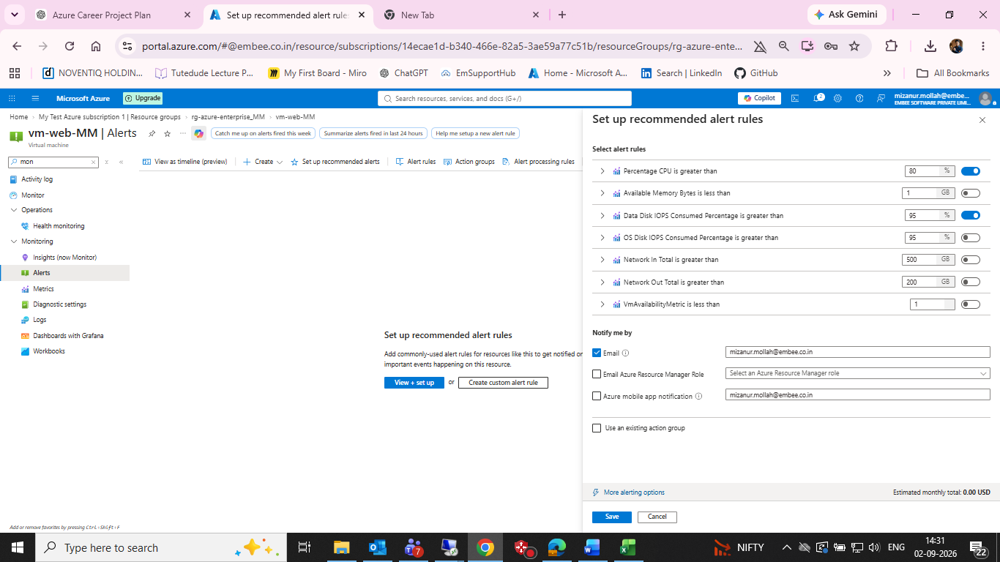 Azure Career Project Plan
Set up recommended alert rules
New Tab
Ask Gemini
portal.azure.com/#@embee.co.in/resource/subscriptions/14ecae1d-b340-466e-82a5-3ae59a77c51b/resourceGroups/rg-azure-ente...
NOVENTIQ HOLDIN...
Tutedude Lecture P...
My First Board - Miro
ChatGPT
EmSupportHub
Home - Microsoft A...
Search | LinkedIn
GitHub
All Bookmarks
Microsoft Azure
Upgrade
Search resources, services, and docs (G+/)
Copilot
2
mizanur.mollah@embe...
EMBEE SOFTWARE PRIVATE LIMI...
Home > My Test Azure subscription 1 | Resource groups > rg-azure-enterprise_MM > vm-web-MM
vm-web-MM | Alerts
Virtual machine
Catch me up on alerts fired this week
Summarize alerts fired in last 24 hours
Help me setup a new alert rule
mon
View as timeline (preview)
Create
Set up recommended alerts
Alert rules
Action groups
Alert processing rules
Activity log
Monitor
Operations
Health monitoring
Monitoring
Insights (now Monitor)
Alerts
Metrics
Diagnostic settings
Logs
Dashboards with Grafana
Workbooks
Add or remove favorites by pressing Ctrl+Shift+F
Set up recommended alert rules
Add commonly-used alert rules for resources like this to get notified on
important events happening on this resource.
View + set up or Create custom alert rule
Set up recommended alert rules
Select alert rules
Percentage CPU is greater than 80 %
Available Memory Bytes is less than 1 GB
Data Disk IOPS Consumed Percentage is greater than 95 %
OS Disk IOPS Consumed Percentage is greater than 95 %
Network In Total is greater than 500 GB
Network Out Total is greater than 200 GB
VmAvailabilityMetric is less than 1
Notify me by
Email mizanur.mollah@embee.co.in
Email Azure Resource Manager Role Select an Azure Resource Manager role
Azure mobile app notification mizanur.mollah@embee.co.in
Use an existing action group
More alerting options
Estimated monthly total: 0.00 USD
Save
Cancel
Type here to search
7
NIFTY
ENG
14:31
02-09-2026
22